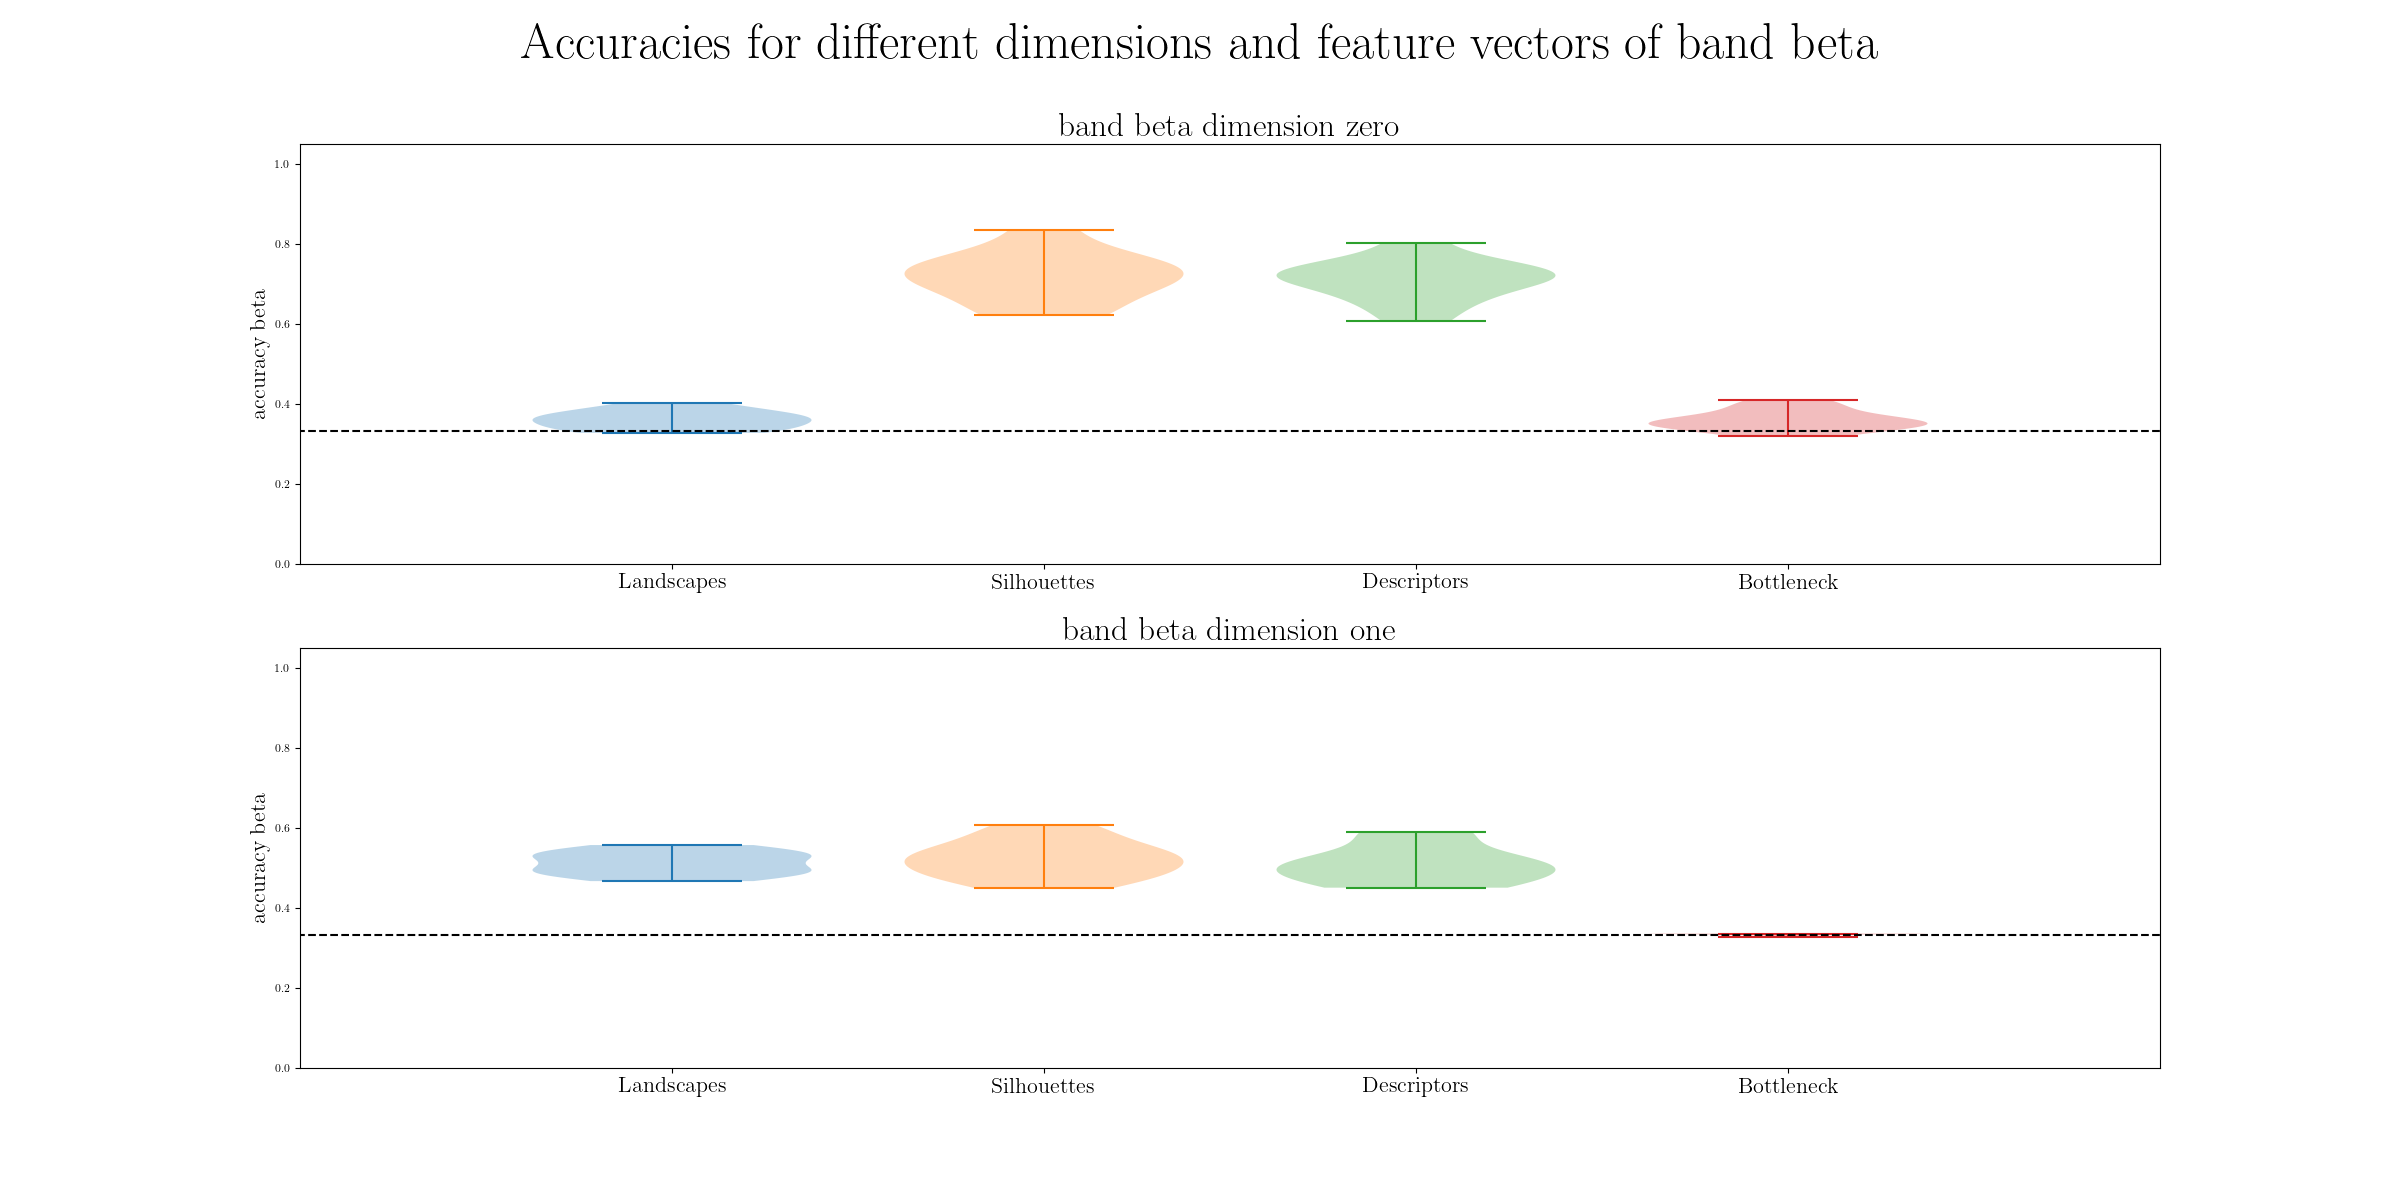 Accuracies for different dimensions and feature vectors of band beta
band beta dimension zero
accuracy beta
1.0
0.8
0.6
0.4
0.2
0.0
Landscapes Silhouettes Descriptors Bottleneck
band beta dimension one
accuracy beta
1.0
0.8
0.6
0.4
0.2
0.0
Landscapes Silhouettes Descriptors Bottleneck